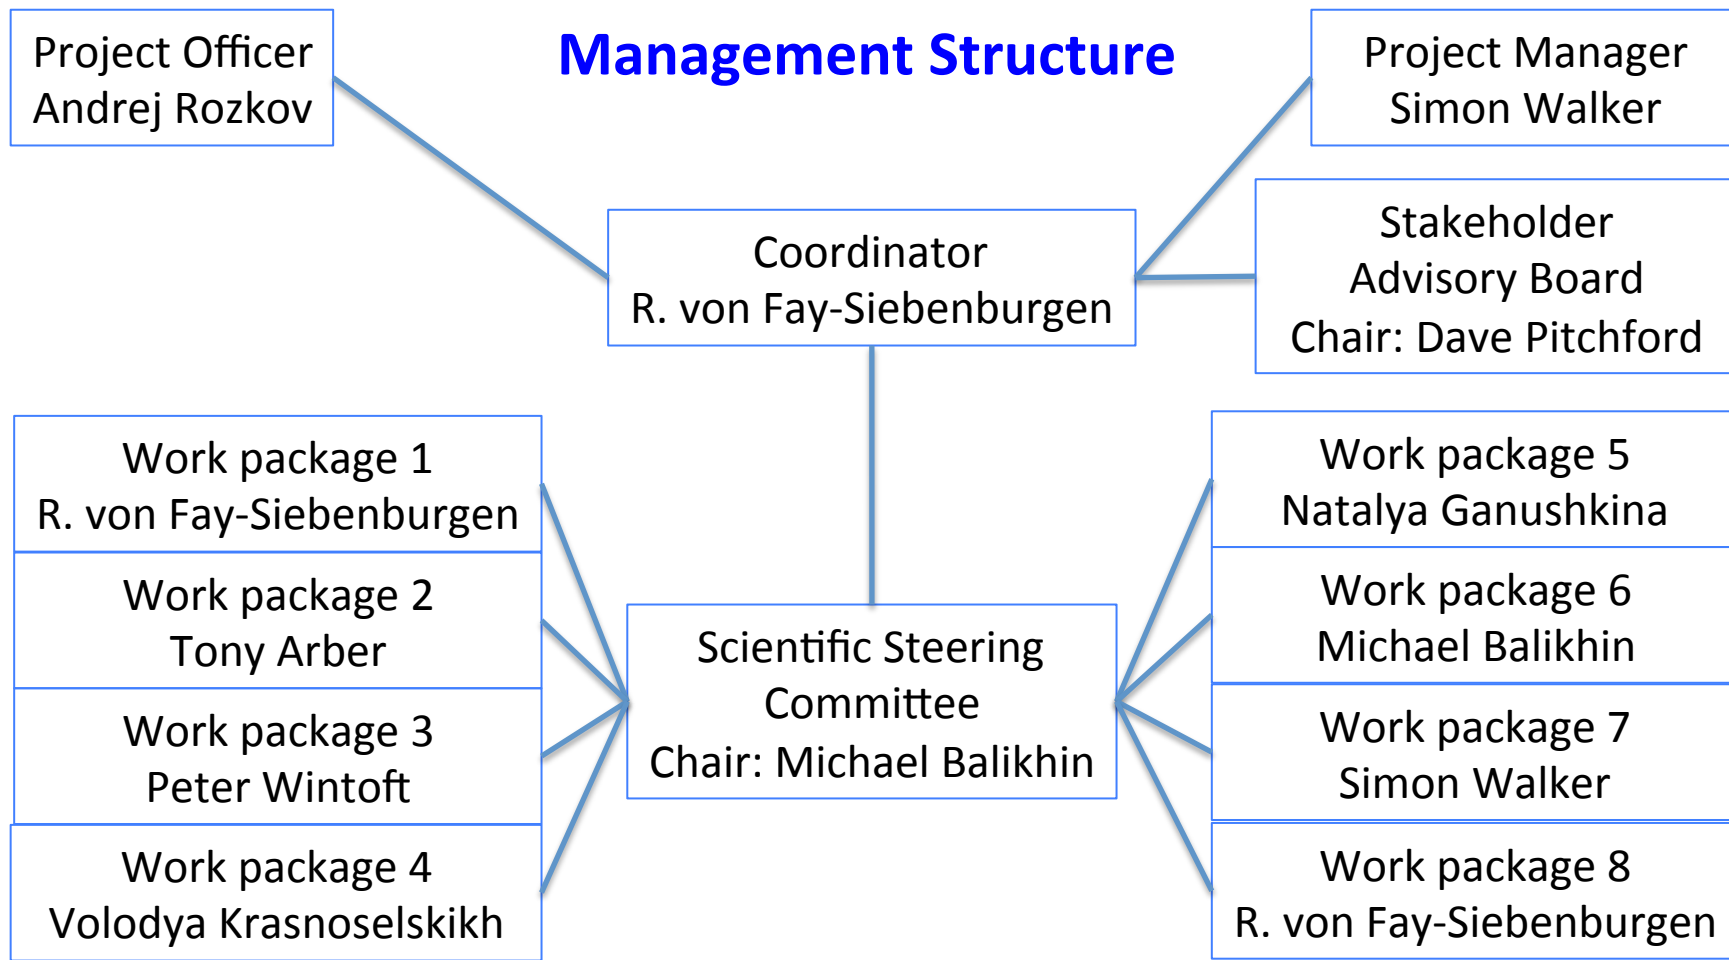 Management Structure
Project Officer
Andrej Rozkov
Project Manager
Simon Walker
Coordinator
R. von Fay-Siebenburgen
Stakeholder
Advisory Board
Chair: Dave Pitchford
Work package 1
R. von Fay-Siebenburgen
Work package 2
Tony Arber
Work package 3
Peter Wintoft
Work package 4
Volodya Krasnoselskikh
Scientific Steering
Committee
Chair: Michael Balikhin
Work package 5
Natalya Ganushkina
Work package 6
Michael Balikhin
Work package 7
Simon Walker
Work package 8
R. von Fay-Siebenburgen